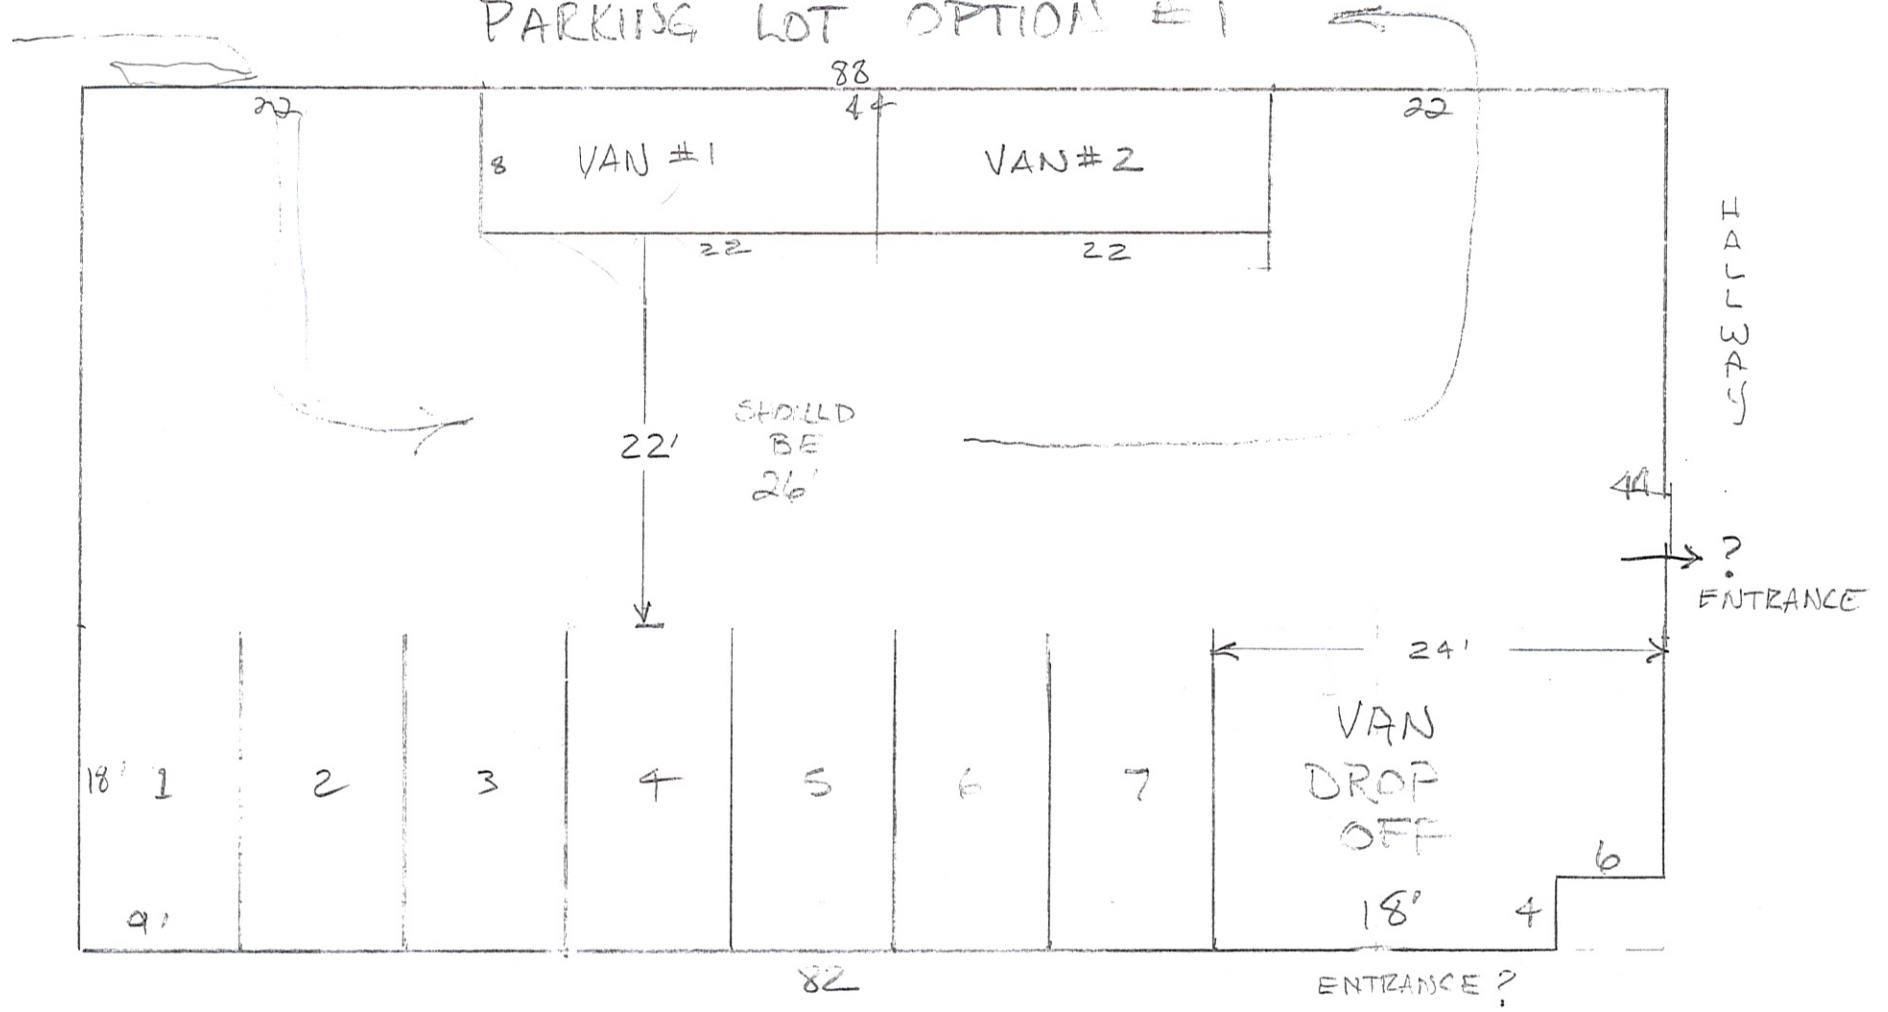 PARKING LOT OPTION #1
88
22
44
22
8
VAN #1
VAN #2
22
22
HALLWAY
SHOULD
BE
26'
22'
44
?
ENTRANCE
24'
VAN
DROP
OFF
18'
1
2
3
4
5
6
7
6
9'
18'
4
82
ENTRANCE?